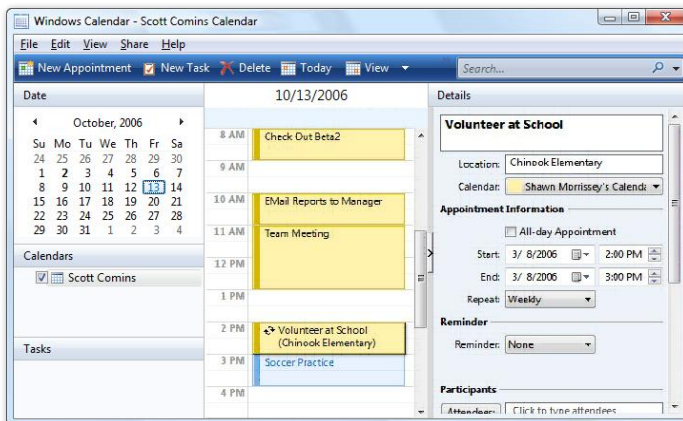 Windows Calendar - Scott Comins Calendar
File Edit View Share Help
New Appointment New Task Delete Today View Search...
Date
October, 2006
Su Mo Tu We Th Fr Sa
24 25 26 27 28 29 30
1 2 3 4 5 6 7
8 9 10 11 12 13 14
15 16 17 18 19 20 21
22 23 24 25 26 27 28
29 30 31 1 2 3 4
Calendars
Scott Comins
Tasks
10/13/2006
8 AM Check Out Beta2
9 AM
10 AM EMail Reports to Manager
11 AM Team Meeting
12 PM
1 PM
2 PM Volunteer at School
(Chinook Elementary)
3 PM Soccer Practice
4 PM
Details
Volunteer at School
Location: Chinook Elementary
Calendar: Shawn Morrissey's Calenda
Appointment Information
All-day Appointment
Start: 3/ 8/2006 2:00 PM
End: 3/ 8/2006 3:00 PM
Repeat: Weekly
Reminder
Reminder: None
Participants
Attendees: Click to type attendees